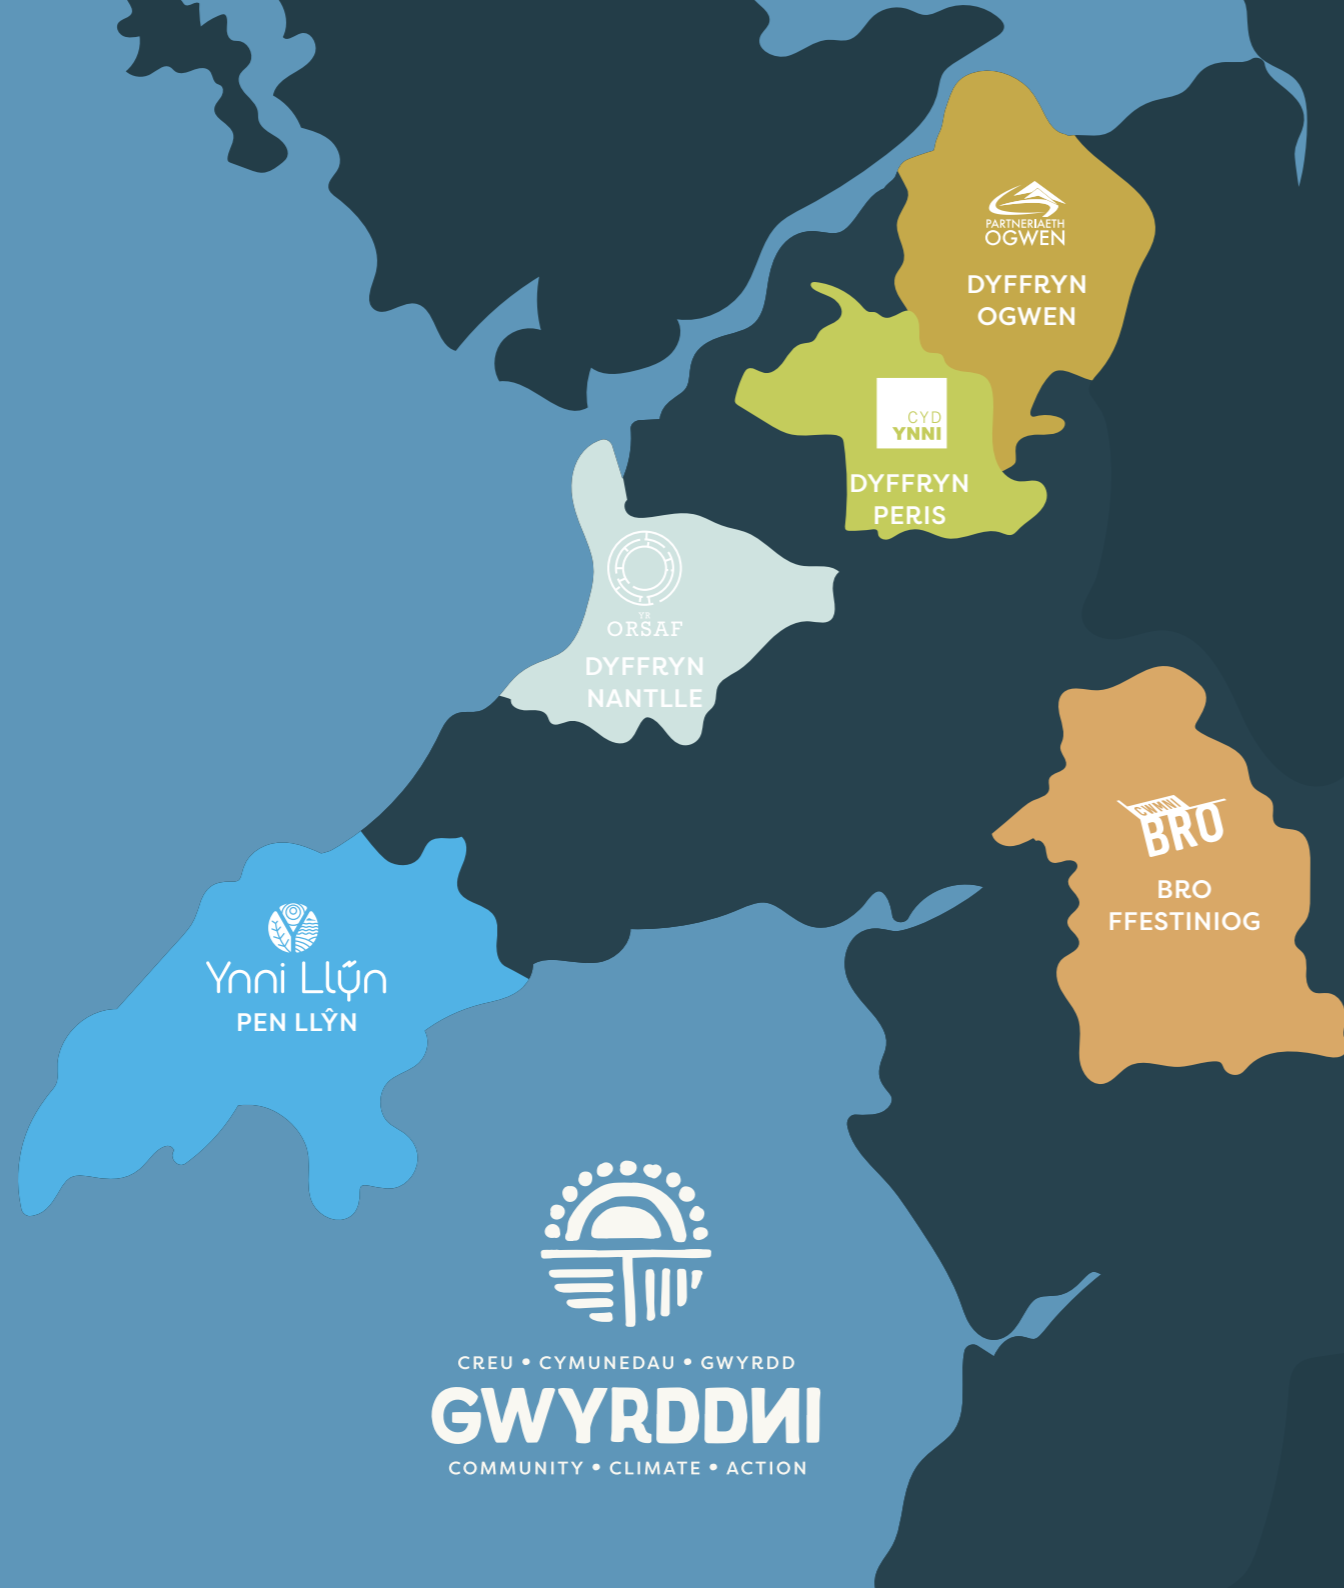 PARTNERIAETH
OGWEN
DYFFRYN
OGWEN
CYD
YNNI
DYFFRYN
PERIS
YR
ORSAF
DYFFRYN
NANTLLE
CWMNI
BRO
BRO
FFESTINIOG
Ynni Llŷn
PEN LLŶN
CREU • CYMUNEDAU • GWYRDD
GWYRDDNI
COMMUNITY • CLIMATE • ACTION